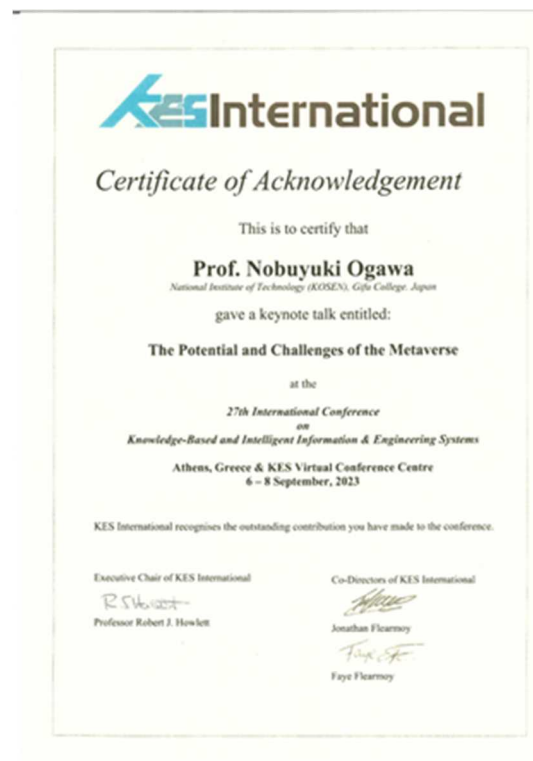 KES International
Certificate of Acknowledgement
This is to certify that
Prof. Nobuyuki Ogawa
National Institute of Technology (KOSEN), Gifu College. Japan
gave a keynote talk entitled:
The Potential and Challenges of the Metaverse
at the
27th International Conference
on
Knowledge-Based and Intelligent Information & Engineering Systems
Athens, Greece & KES Virtual Conference Centre
6 – 8 September, 2023
KES International recognises the outstanding contribution you have made to the conference.
Executive Chair of KES International
Professor Robert J. Howlett
Co-Directors of KES International
Jonathan Flearmoy
Faye Flearmoy